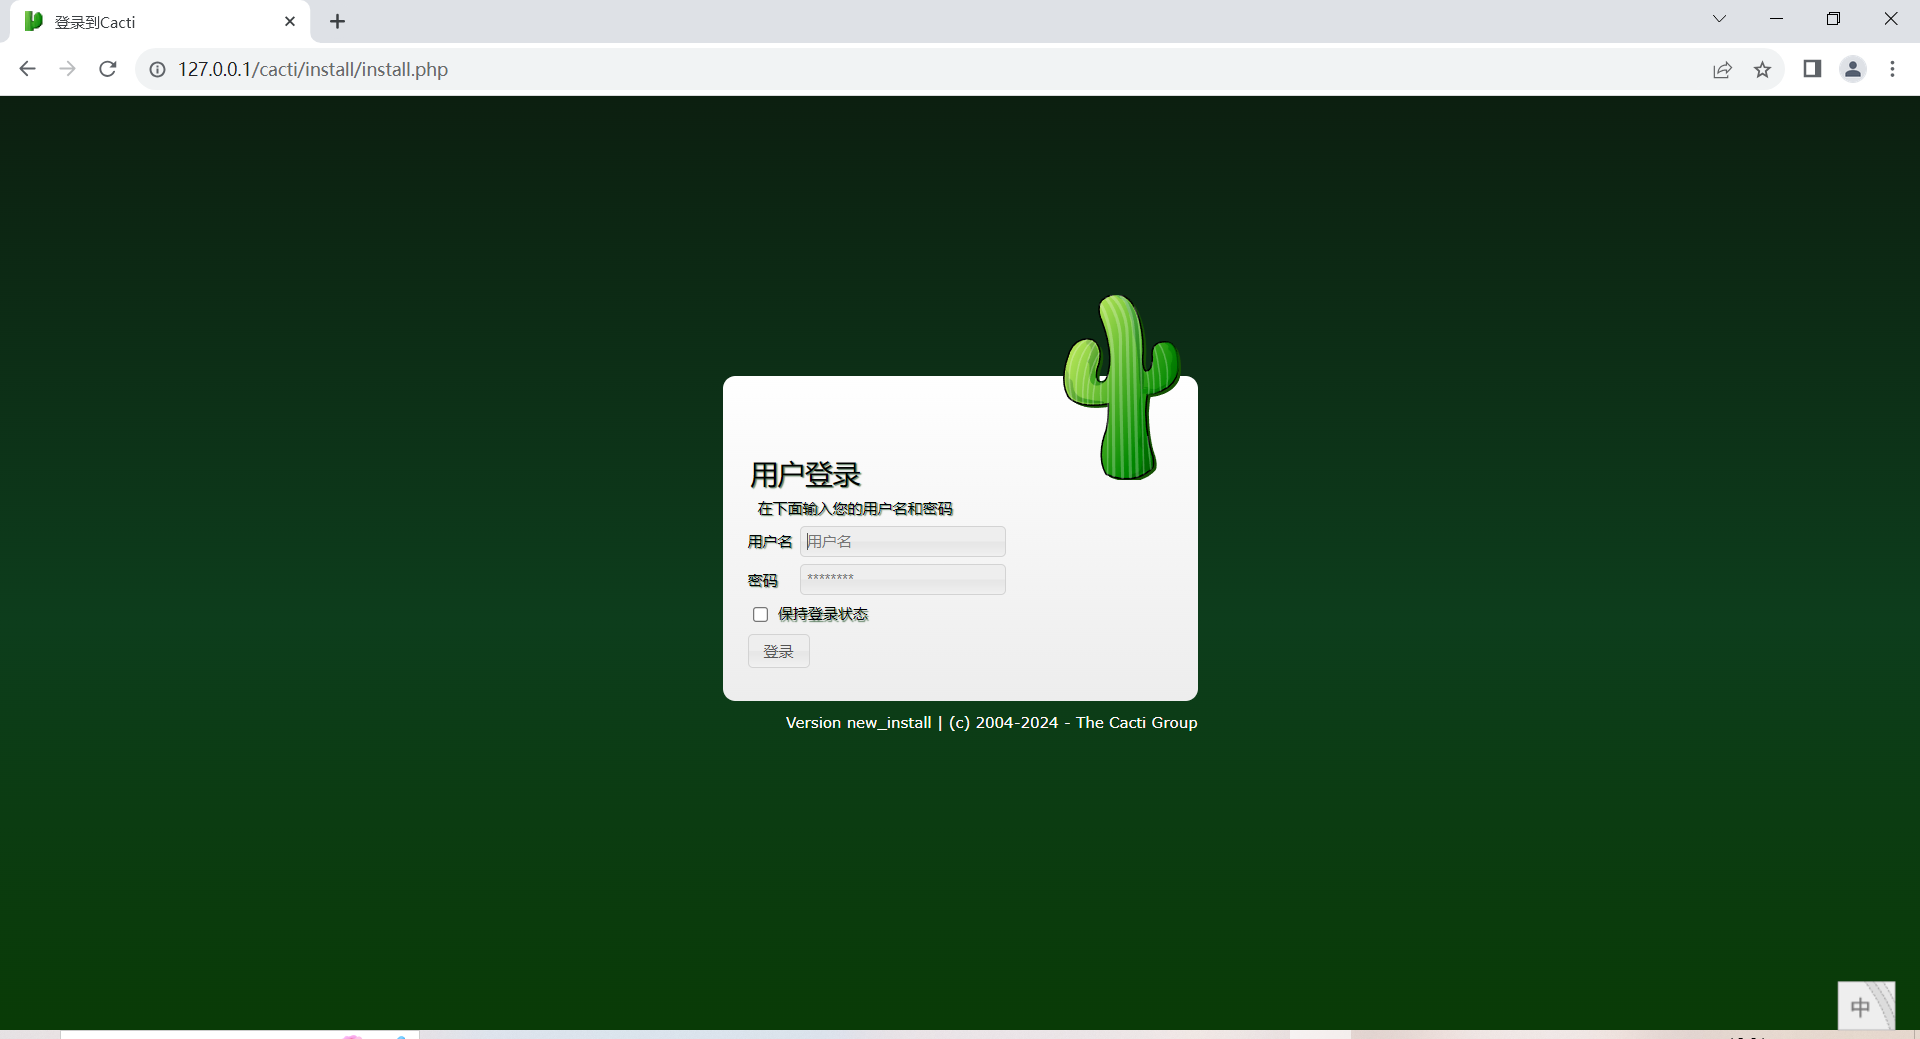 登录到Cacti
127.0.0.1/cacti/install/install.php
用户登录
在下面输入您的用户名和密码
用户名 用户名
密码 ********
保持登录状态
登录
Version new_install | (c) 2004-2024 - The Cacti Group
中